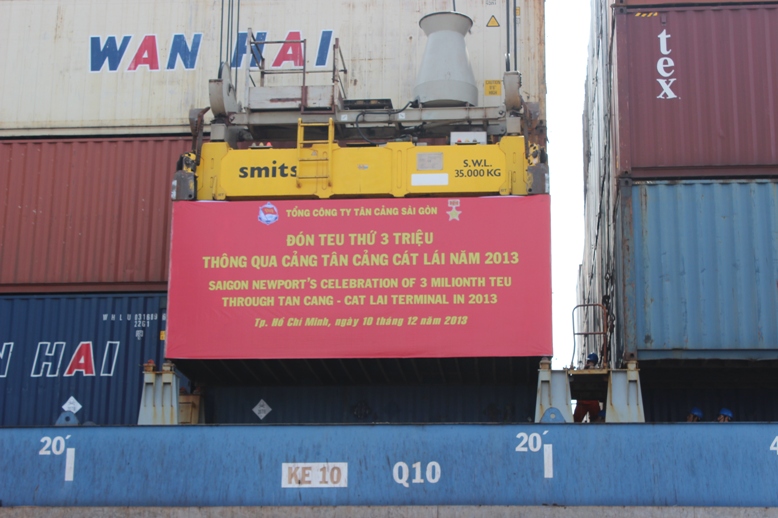 WAN HAI
tex
smits
S.W.L.
35.000 KG
TỔNG CÔNG TY TÂN CẢNG SÀI GÒN
ĐÓN TEU THỨ 3 TRIỆU
THÔNG QUA CẢNG TÂN CẢNG CÁT LÁI NĂM 2013
SAIGON NEWPORT'S CELEBRATION OF 3 MILIONTH TEU
THROUGH TAN CANG - CAT LAI TERMINAL IN 2013
Tp. Hồ Chí Minh, ngày 10 tháng 12 năm 2013
22G1
N HAI
20´
20´
4
KE 10
Q10